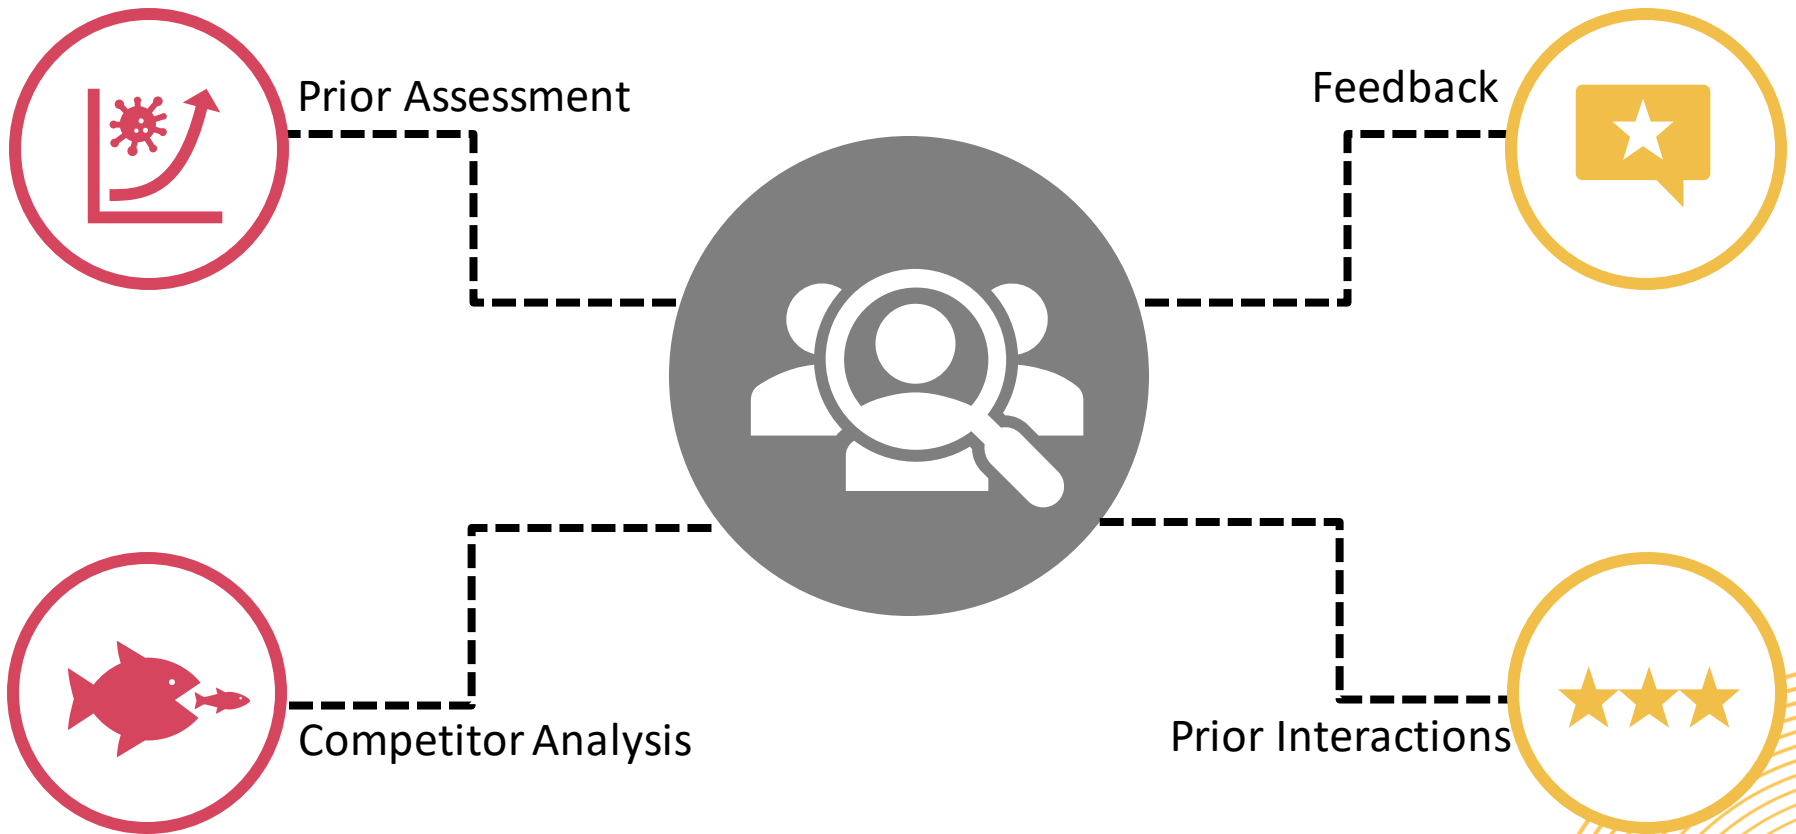 Prior Assessment
Feedback
Competitor Analysis
Prior Interactions